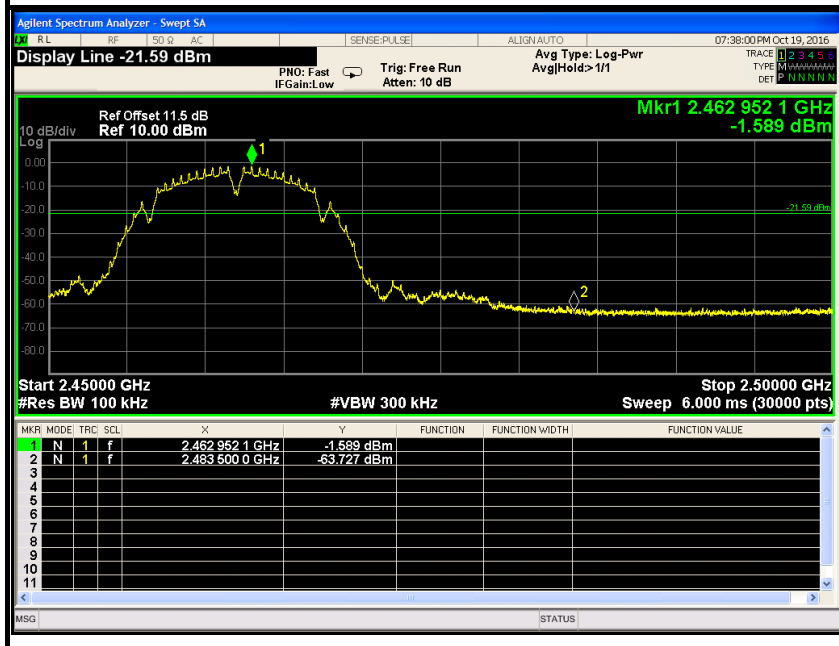 Agilent Spectrum Analyzer - Swept SA
LXI RL RF 50 Ω AC SENSE:PULSE ALIGN AUTO 07:38:00 PM Oct 19, 2016
Display Line -21.59 dBm
PNO: Fast
IFGain:Low
Trig: Free Run
Atten: 10 dB
Avg Type: Log-Pwr
Avg|Hold:>1/1
TRACE 1 2 3 4 5 6
TYPE M
DET P N N N N N
Mkr1 2.462 952 1 GHz
-1.589 dBm
Ref Offset 11.5 dB
10 dB/div Ref 10.00 dBm
Log
1
0.00
-10.0
-20.0
-21.59 dBm
-30.0
-40.0
-50.0
2
-60.0
-70.0
-80.0
Start 2.45000 GHz Stop 2.50000 GHz
#Res BW 100 kHz #VBW 300 kHz Sweep 6.000 ms (30000 pts)
MKR MODE TRC SCL X Y FUNCTION FUNCTION WIDTH FUNCTION VALUE
1 N 1 f 2.462 952 1 GHz -1.589 dBm
2 N 1 f 2.483 500 0 GHz -63.727 dBm
3
4
5
6
7
8
9
10
11
MSG STATUS